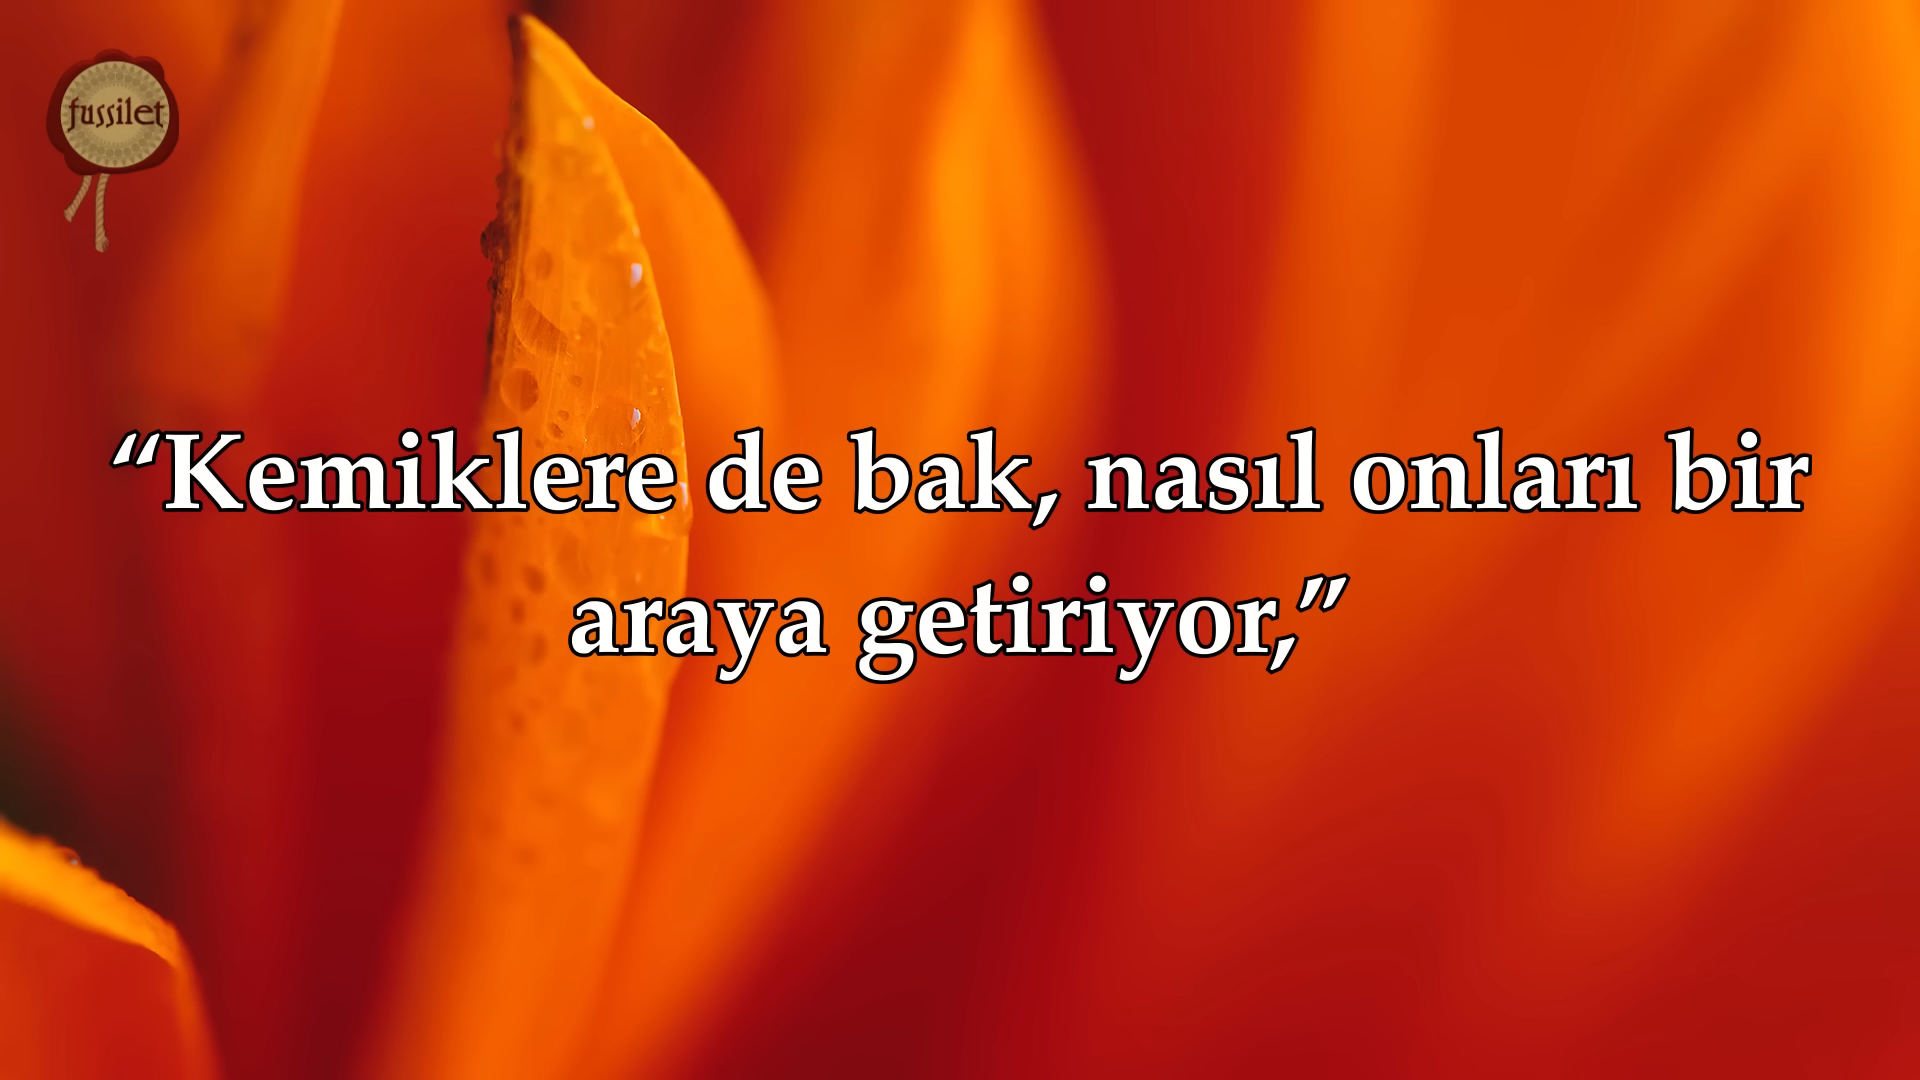 fussilet
“Kemiklere de bak, nasıl onları bir
araya getiriyor,”